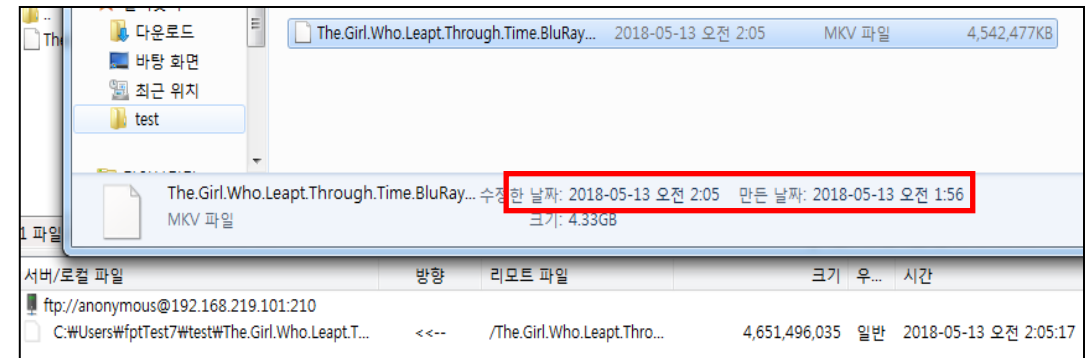 ..
다운로드
The.Girl.Who.Leapt.Through.Time.BluRay... 2018-05-13 오전 2:05 MKV 파일 4,542,477KB
The
바탕 화면
최근 위치
test
The.Girl.Who.Leapt.Through.Time.BluRay... 수정한 날짜: 2018-05-13 오전 2:05 만든 날짜: 2018-05-13 오전 1:56
MKV 파일 크기: 4.33GB
1 파일
서버/로컬 파일 방향 리모트 파일 크기 우... 시간
ftp://anonymous@192.168.219.101:210
C:₩Users₩fptTest7₩test₩The.Girl.Who.Leapt.T... <<-- /The.Girl.Who.Leapt.Thro... 4,651,496,035 일반 2018-05-13 오전 2:05:17